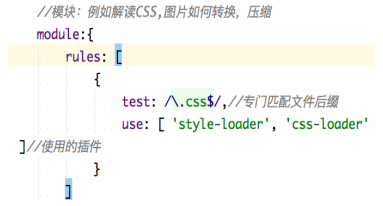 //模块：例如解读CSS,图片如何转换，压缩
module:{
rules: [
{
test: /\.css$/,//专门匹配文件后缀
use: [ 'style-loader', 'css-loader'
]//使用的插件
}
]